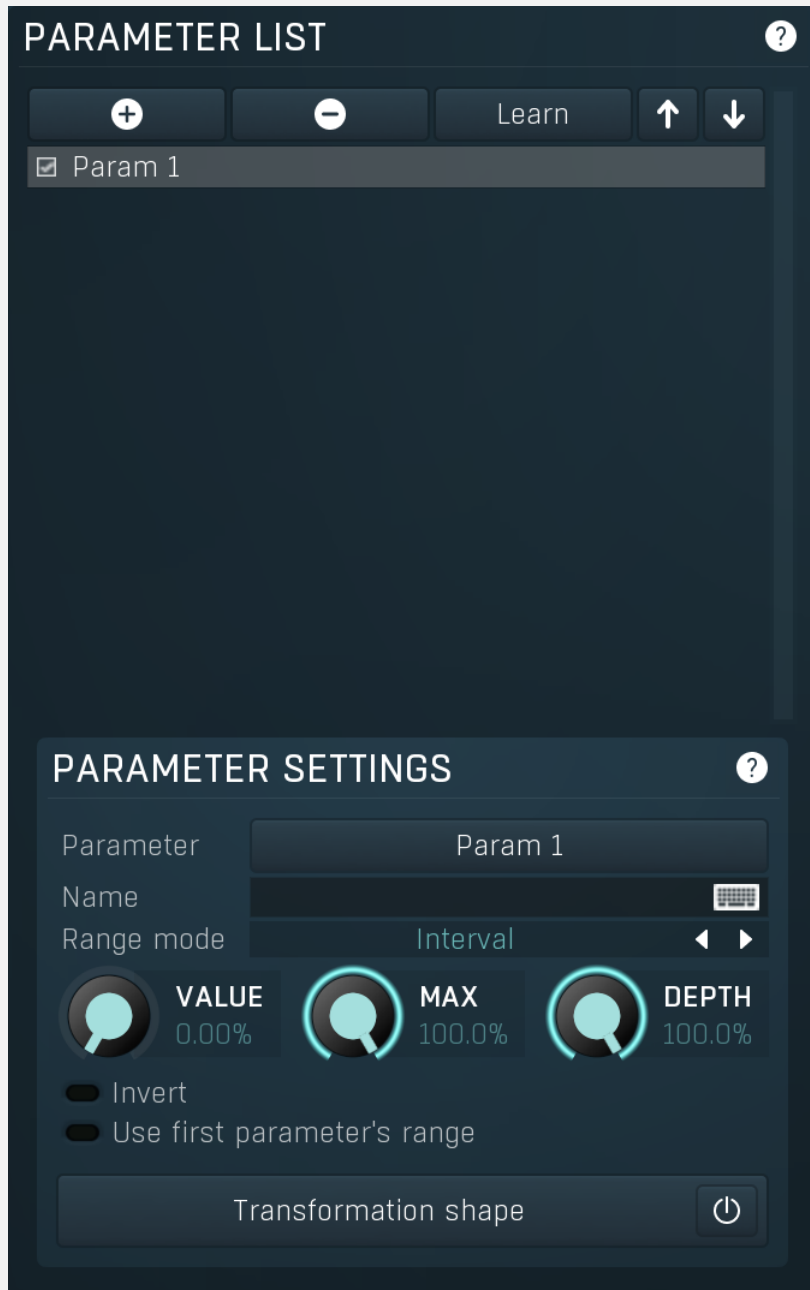 PARAMETER LIST ?
Learn
Param 1
PARAMETER SETTINGS ?
Parameter Param 1
Name
Range mode Interval
VALUE MAX DEPTH
0.00% 100.0% 100.0%
Invert
Use first parameter's range
Transformation shape